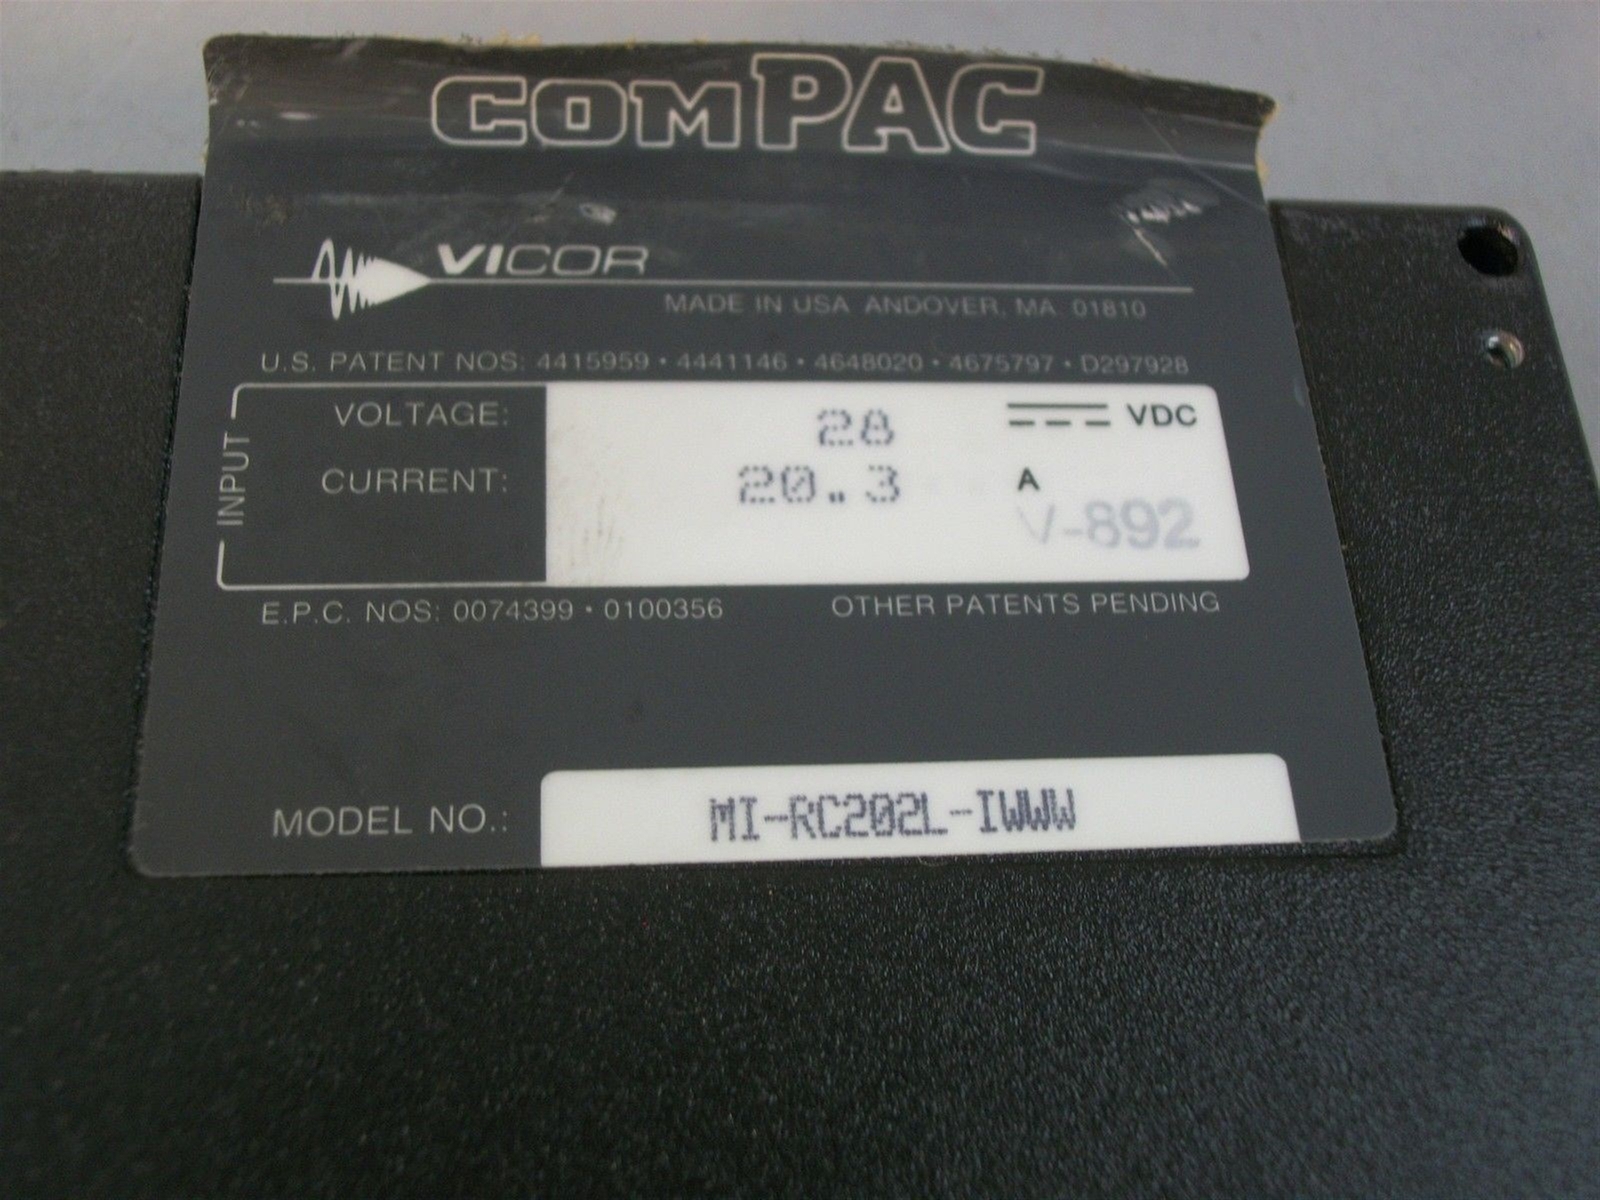 COMPAC
VICOR
MADE IN USA ANDOVER, MA 01810
U.S. PATENT NOS: 4415959 • 4441146 • 4648020 • 4675797 • D297928
INPUT
VOLTAGE: 28 VDC
CURRENT: 20.3 A
V-892
E.P.C. NOS: 0074399 • 0100356 OTHER PATENTS PENDING
MODEL NO.: MI-RC202L-IWWW